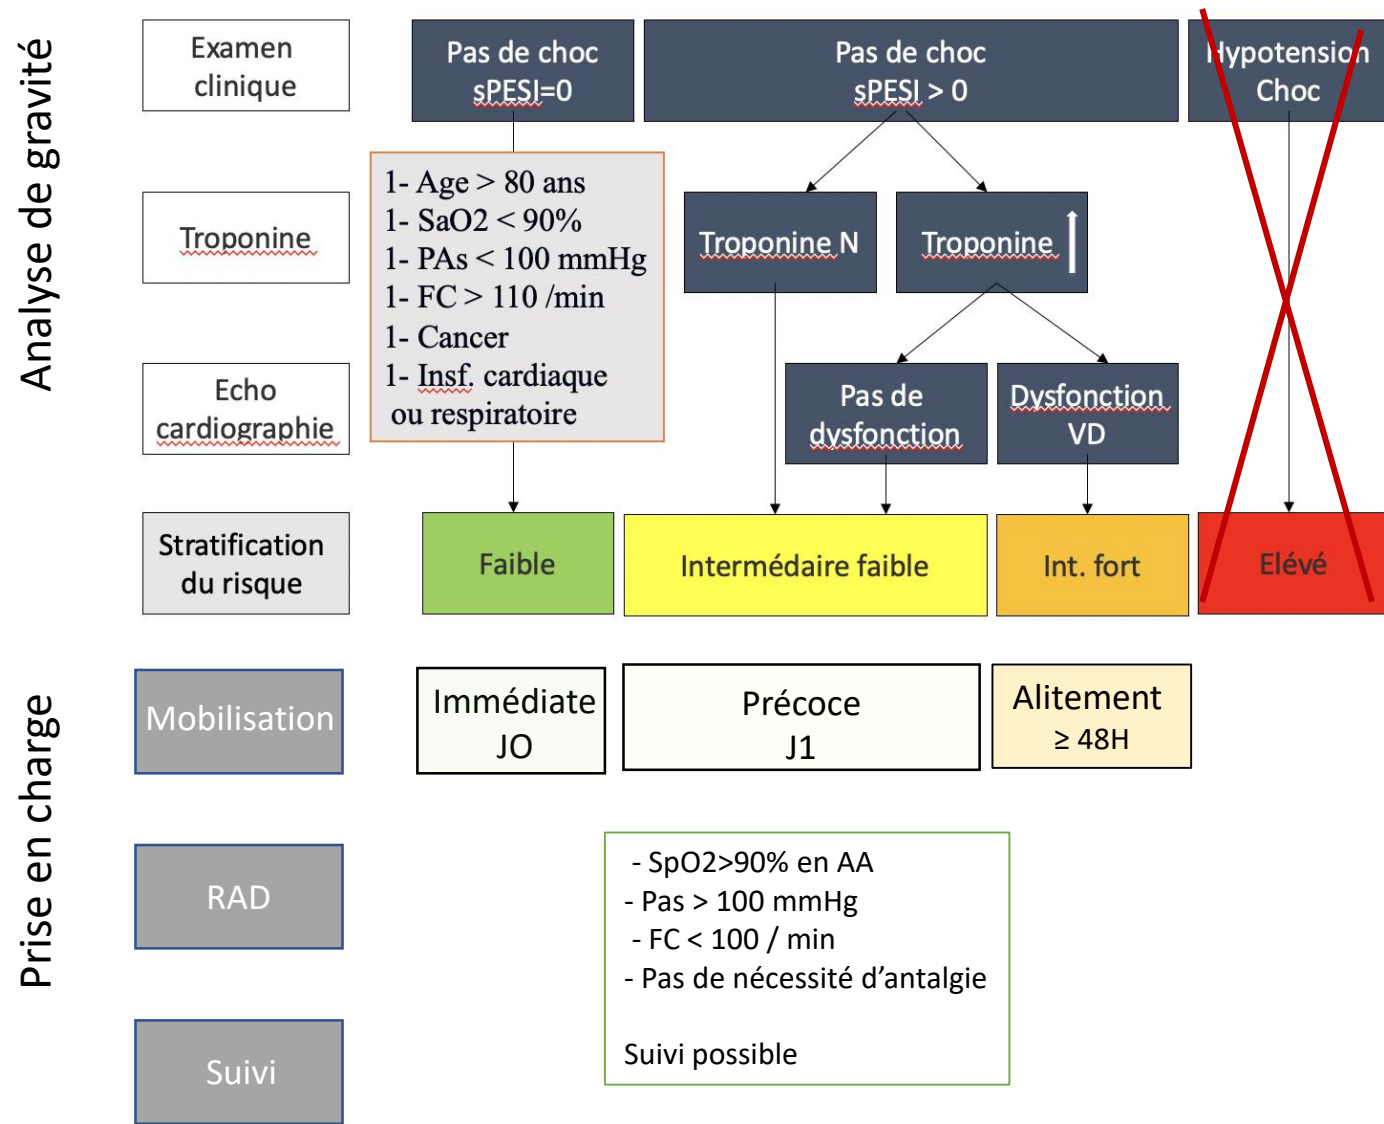 Analyse de gravité
Examen
clinique
Pas de choc
sPESI=0
Pas de choc
sPESI > 0
Hypotension
Choc
1- Age > 80 ans
1- SaO2 < 90%
1- PAs < 100 mmHg
1- FC > 110 /min
1- Cancer
1- Insf. cardiaque
ou respiratoire
Troponine
Troponine N
Troponine
Echo
cardiographie
Pas de
dysfonction
Dysfonction
VD
Stratification
du risque
Faible
Intermédaire faible
Int. fort
Elévé
Prise en charge
Mobilisation
Immédiate
JO
Précoce
J1
Alitement
≥ 48H
RAD
- SpO2>90% en AA
- Pas > 100 mmHg
- FC < 100 / min
- Pas de nécessité d’antalgie
Suivi possible
Suivi